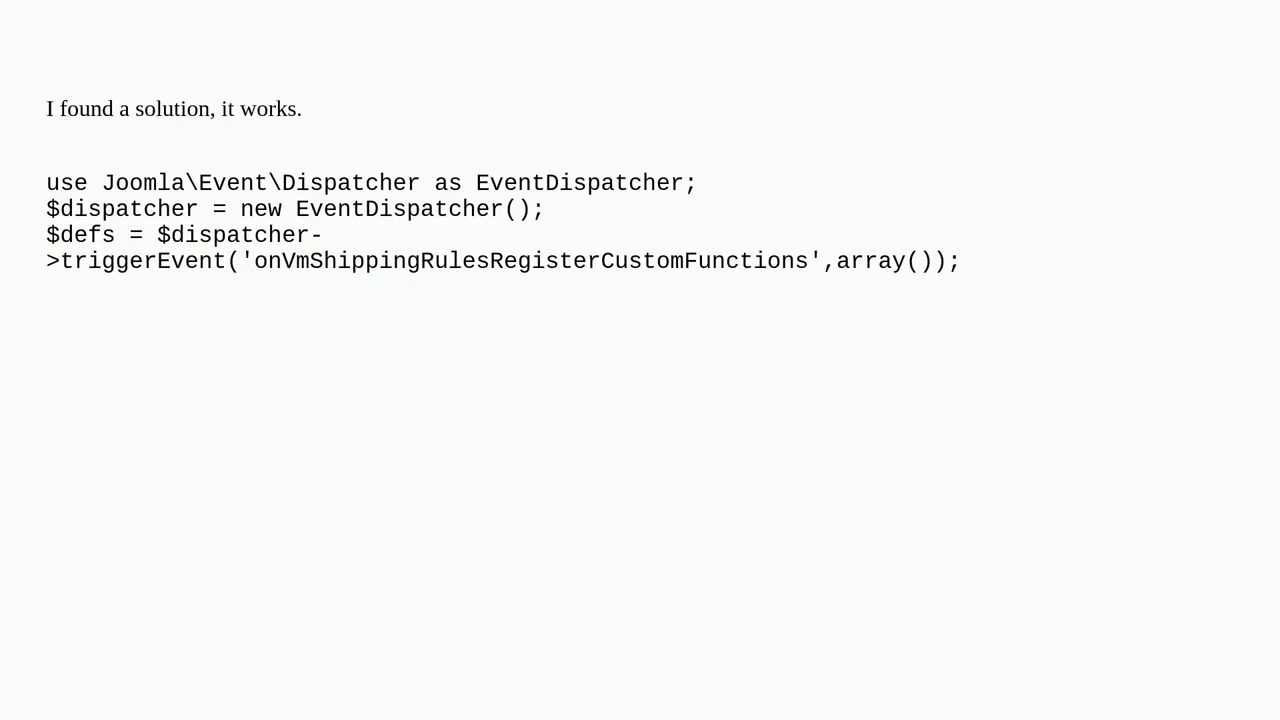 I found a solution, it works.
use Joomla\Event\Dispatcher as EventDispatcher;
$dispatcher = new EventDispatcher();
$defs = $dispatcher-
>triggerEvent('onVmShippingRulesRegisterCustomFunctions',array());